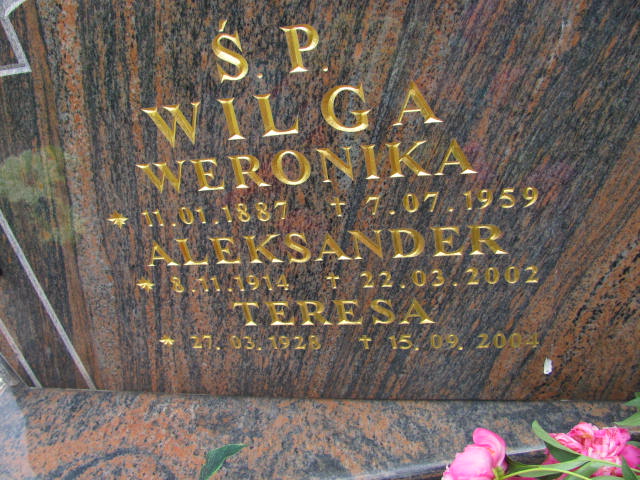 Ś. P.
WILGA
WERONIKA
* 11.01.1887 † 7.07.1959
ALEKSANDER
* 8.11.1914 † 22.03.2002
TERESA
* 27.03.1928 † 15.09.2004